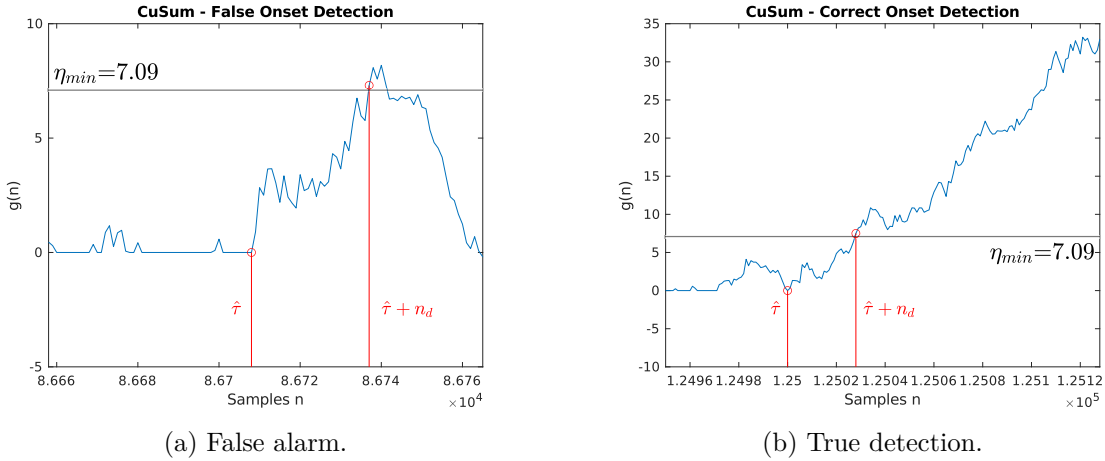 CuSum - False Onset Detection
10
5
0
-5
g(n)
η_min=7.09
τ̂
τ̂ + n_d
8.666
8.668
8.67
8.672
8.674
8.676
Samples n
×10^4
(a) False alarm.
CuSum - Correct Onset Detection
35
30
25
20
15
10
5
0
-5
-10
g(n)
η_min=7.09
τ̂
τ̂ + n_d
1.2496
1.2498
1.25
1.2502
1.2504
1.2506
1.2508
1.251
1.2512
Samples n
×10^5
(b) True detection.